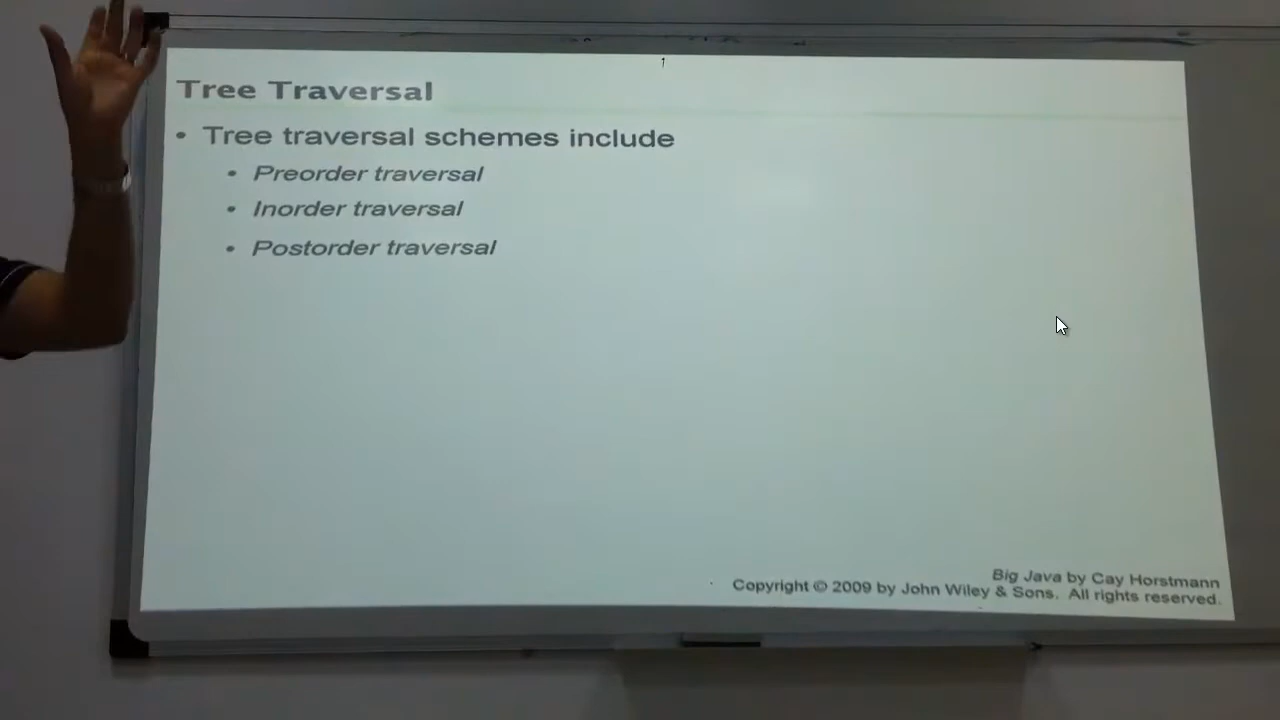 Tree Traversal
• Tree traversal schemes include
• Preorder traversal
• Inorder traversal
• Postorder traversal
Big Java by Cay Horstmann
Copyright © 2009 by John Wiley & Sons. All rights reserved.